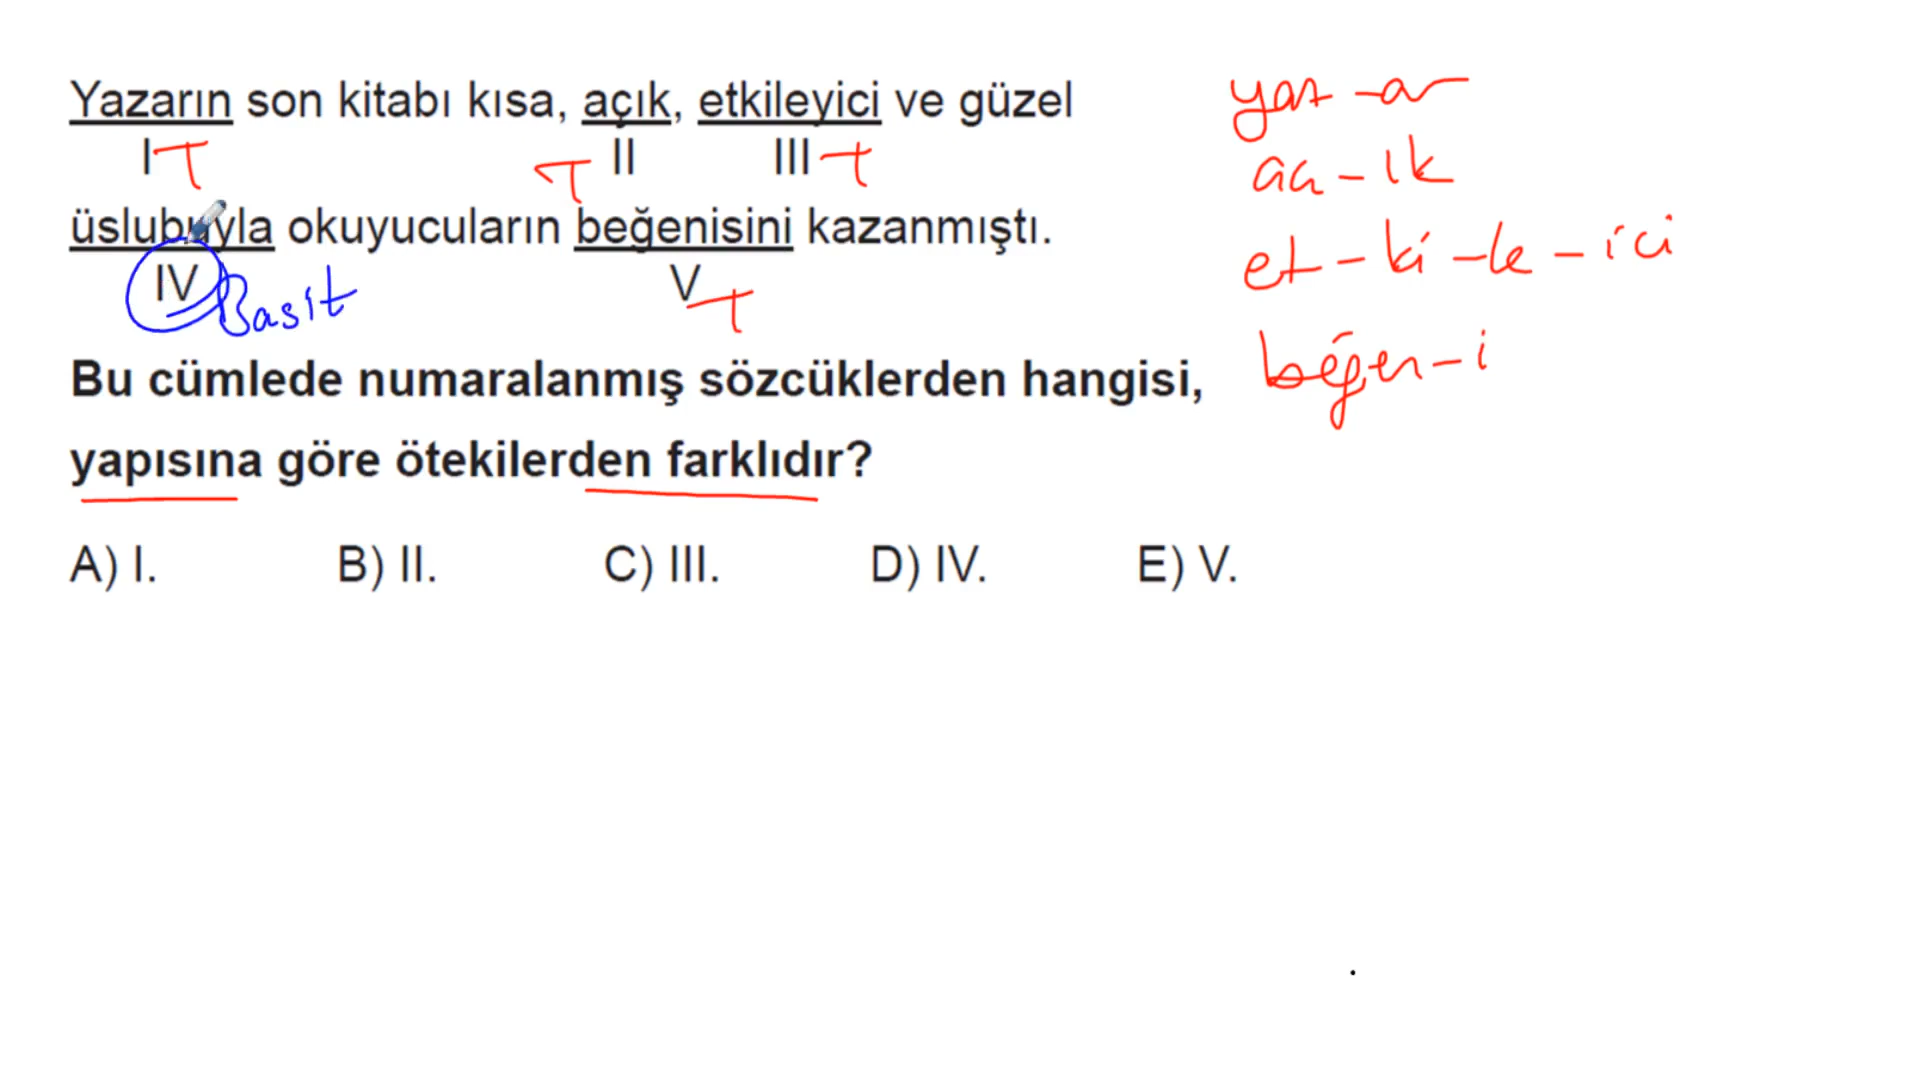 Yazarın son kitabı kısa, açık, etkileyici ve güzel
I T T II III T
üslubuyla okuyucuların beğenisini kazanmıştı.
IV Basit V T
Bu cümlede numaralanmış sözcüklerden hangisi,
yapısına göre ötekilerden farklıdır?
A) I. B) II. C) III. D) IV. E) V.
yaz-ar
aç-ık
et-ki-le-ici
beğen-i